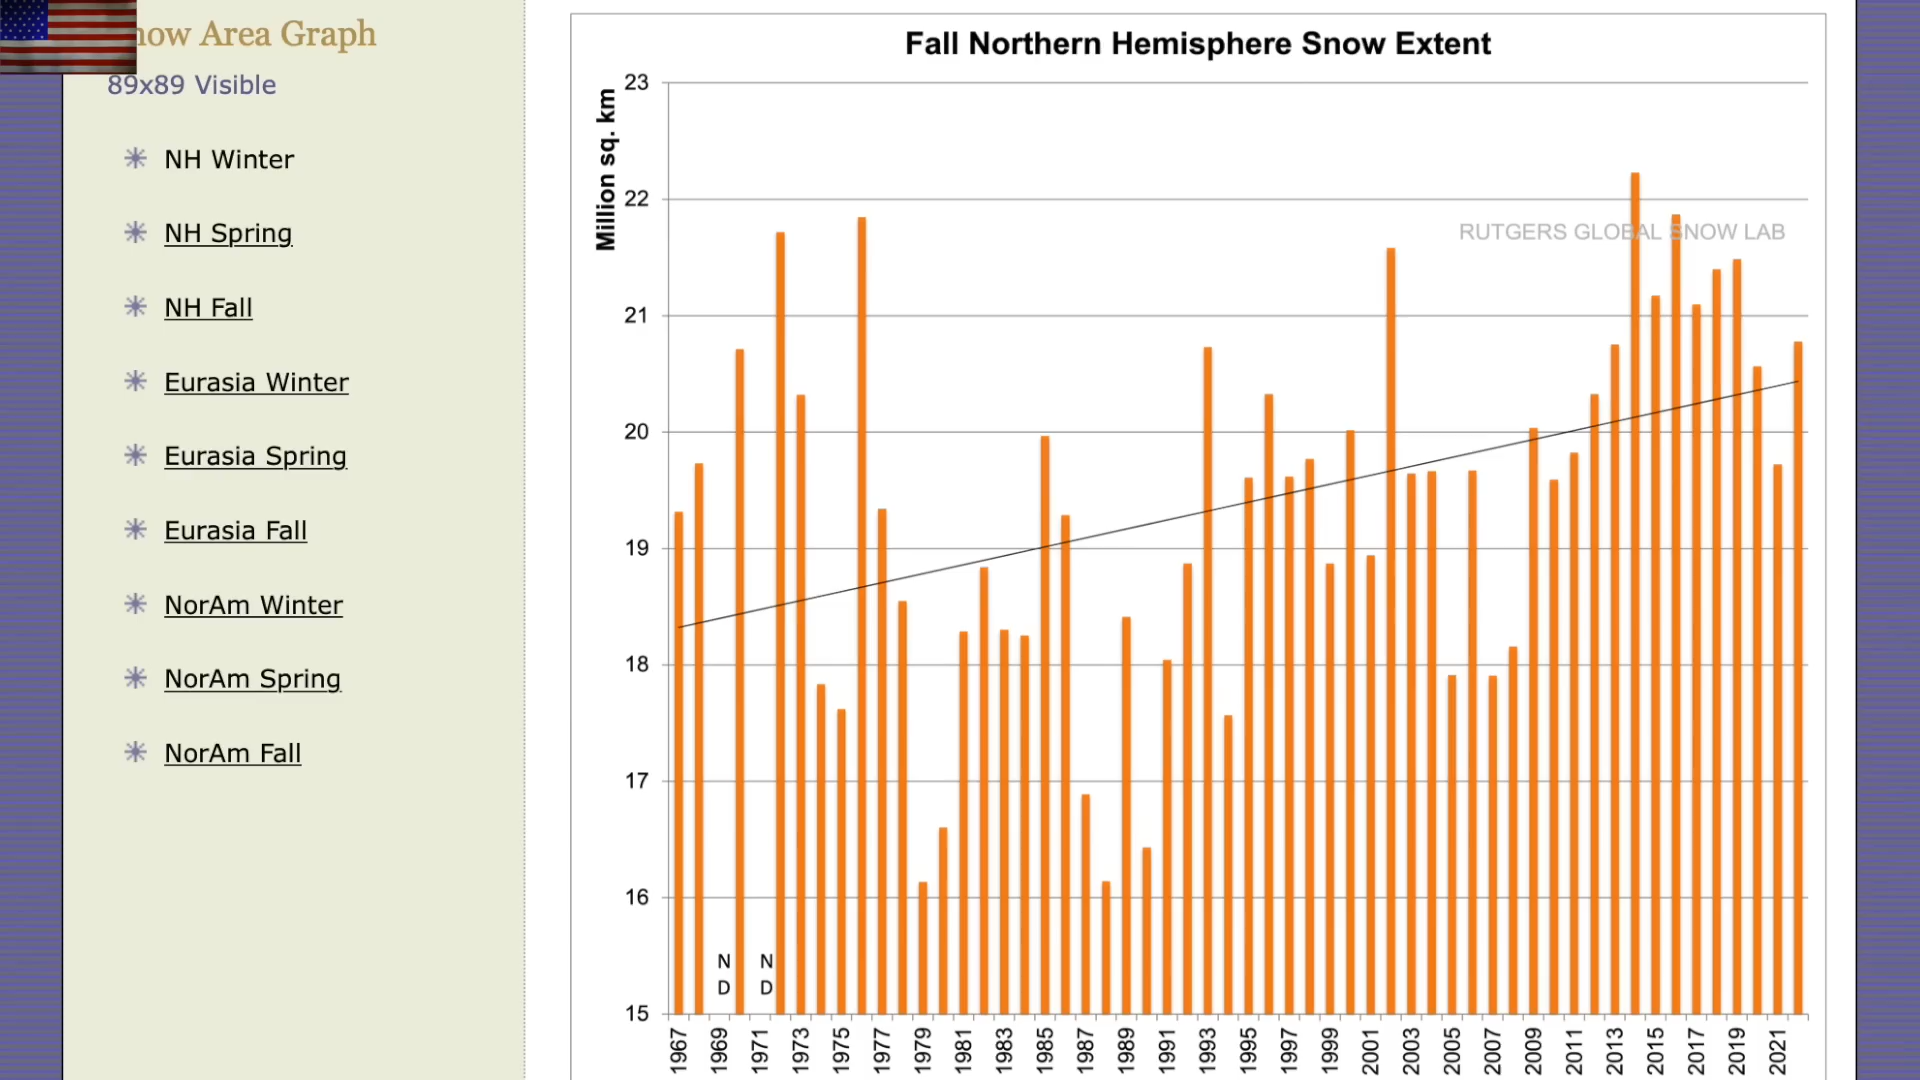 now Area Graph
89x89 Visible
NH Winter
NH Spring
NH Fall
Eurasia Winter
Eurasia Spring
Eurasia Fall
NorAm Winter
NorAm Spring
NorAm Fall
Fall Northern Hemisphere Snow Extent
Million sq. km
RUTGERS GLOBAL SNOW LAB
23
22
21
20
19
18
17
16
15
N
D
N
D
1967
1969
1971
1973
1975
1977
1979
1981
1983
1985
1987
1989
1991
1993
1995
1997
1999
2001
2003
2005
2007
2009
2011
2013
2015
2017
2019
2021